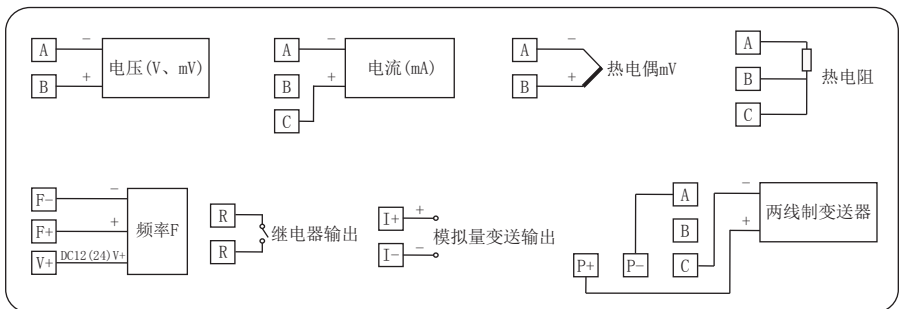 A
－
B
＋
电压(V、mV)
A
－
B
＋
C
电流(mA)
A
－
B
＋
热电偶mV
A
B
C
热电阻
F-
－
F+
＋
V+
DC12(24)V+
频率F
R
R
继电器输出
I+
＋
I-
－
模拟量变送输出
P+
P-
A
B
C
－
＋
两线制变送器